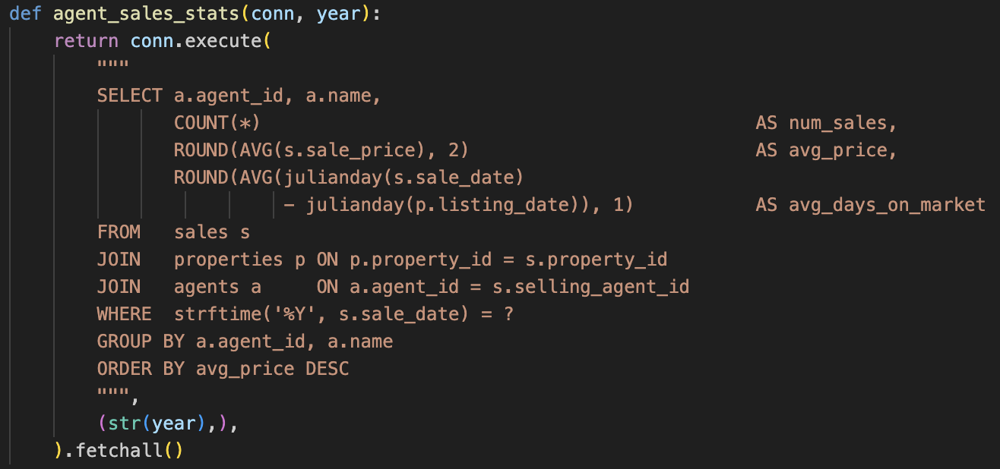 def agent_sales_stats(conn, year):
    return conn.execute(
        """
        SELECT a.agent_id, a.name,
               COUNT(*)                                             AS num_sales,
               ROUND(AVG(s.sale_price), 2)                          AS avg_price,
               ROUND(AVG(julianday(s.sale_date)
                         - julianday(p.listing_date)), 1)           AS avg_days_on_market
        FROM   sales s
        JOIN   properties p ON p.property_id = s.property_id
        JOIN   agents a     ON a.agent_id = s.selling_agent_id
        WHERE  strftime('%Y', s.sale_date) = ?
        GROUP BY a.agent_id, a.name
        ORDER BY avg_price DESC
        """,
        (str(year),),
    ).fetchall()